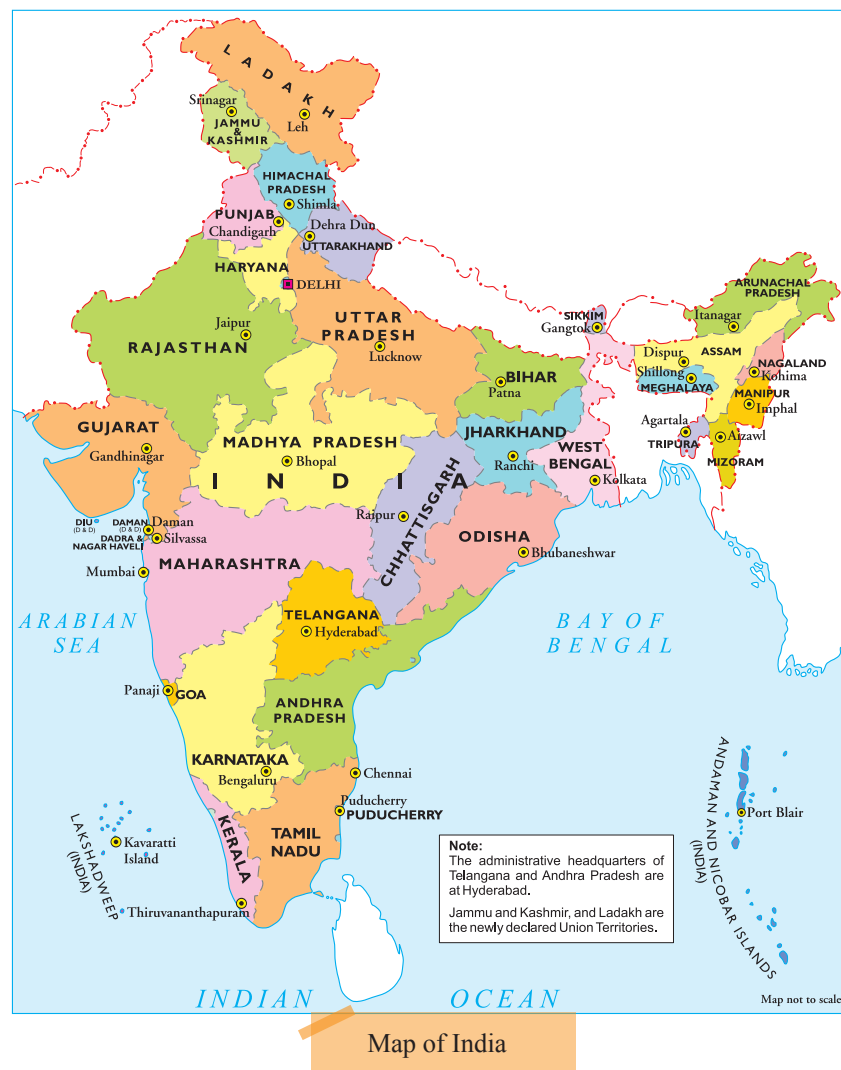 LADAKH
Srinagar
JAMMU
&
KASHMIR
Leh
HIMACHAL
PRADESH
Shimla
PUNJAB
Chandigarh
Dehra Dun
UTTARAKHAND
HARYANA
DELHI
ARUNACHAL
PRADESH
Itanagar
SIKKIM
Gangtok
UTTAR
PRADESH
Lucknow
Jaipur
RAJASTHAN
Dispur
ASSAM
Shillong
MEGHALAYA
NAGALAND
Kohima
MANIPUR
Imphal
BIHAR
Patna
Agartala
TRIPURA
Aizawl
MIZORAM
GUJARAT
Gandhinagar
MADHYA PRADESH
Bhopal
JHARKHAND
Ranchi
WEST
BENGAL
Kolkata
INDIA
CHHATTISGARH
Raipur
ODISHA
Bhubaneshwar
DIU
(D & D)
DAMAN
(D & D)
Daman
DADRA &
NAGAR HAVELI
Silvassa
MAHARASHTRA
Mumbai
ARABIAN
SEA
TELANGANA
Hyderabad
BAY OF
BENGAL
Panaji
GOA
ANDHRA
PRADESH
KARNATAKA
Bengaluru
Chennai
Puducherry
PUDUCHERRY
KERALA
TAMIL
NADU
LAKSHADWEEP
(INDIA)
Kavaratti
Island
Thiruvananthapuram
ANDAMAN AND NICOBAR ISLANDS
(INDIA)
Port Blair
Note:
The administrative headquarters of
Telangana and Andhra Pradesh are
at Hyderabad.
Jammu and Kashmir, and Ladakh are
the newly declared Union Territories.
INDIAN OCEAN
Map not to scale
Map of India